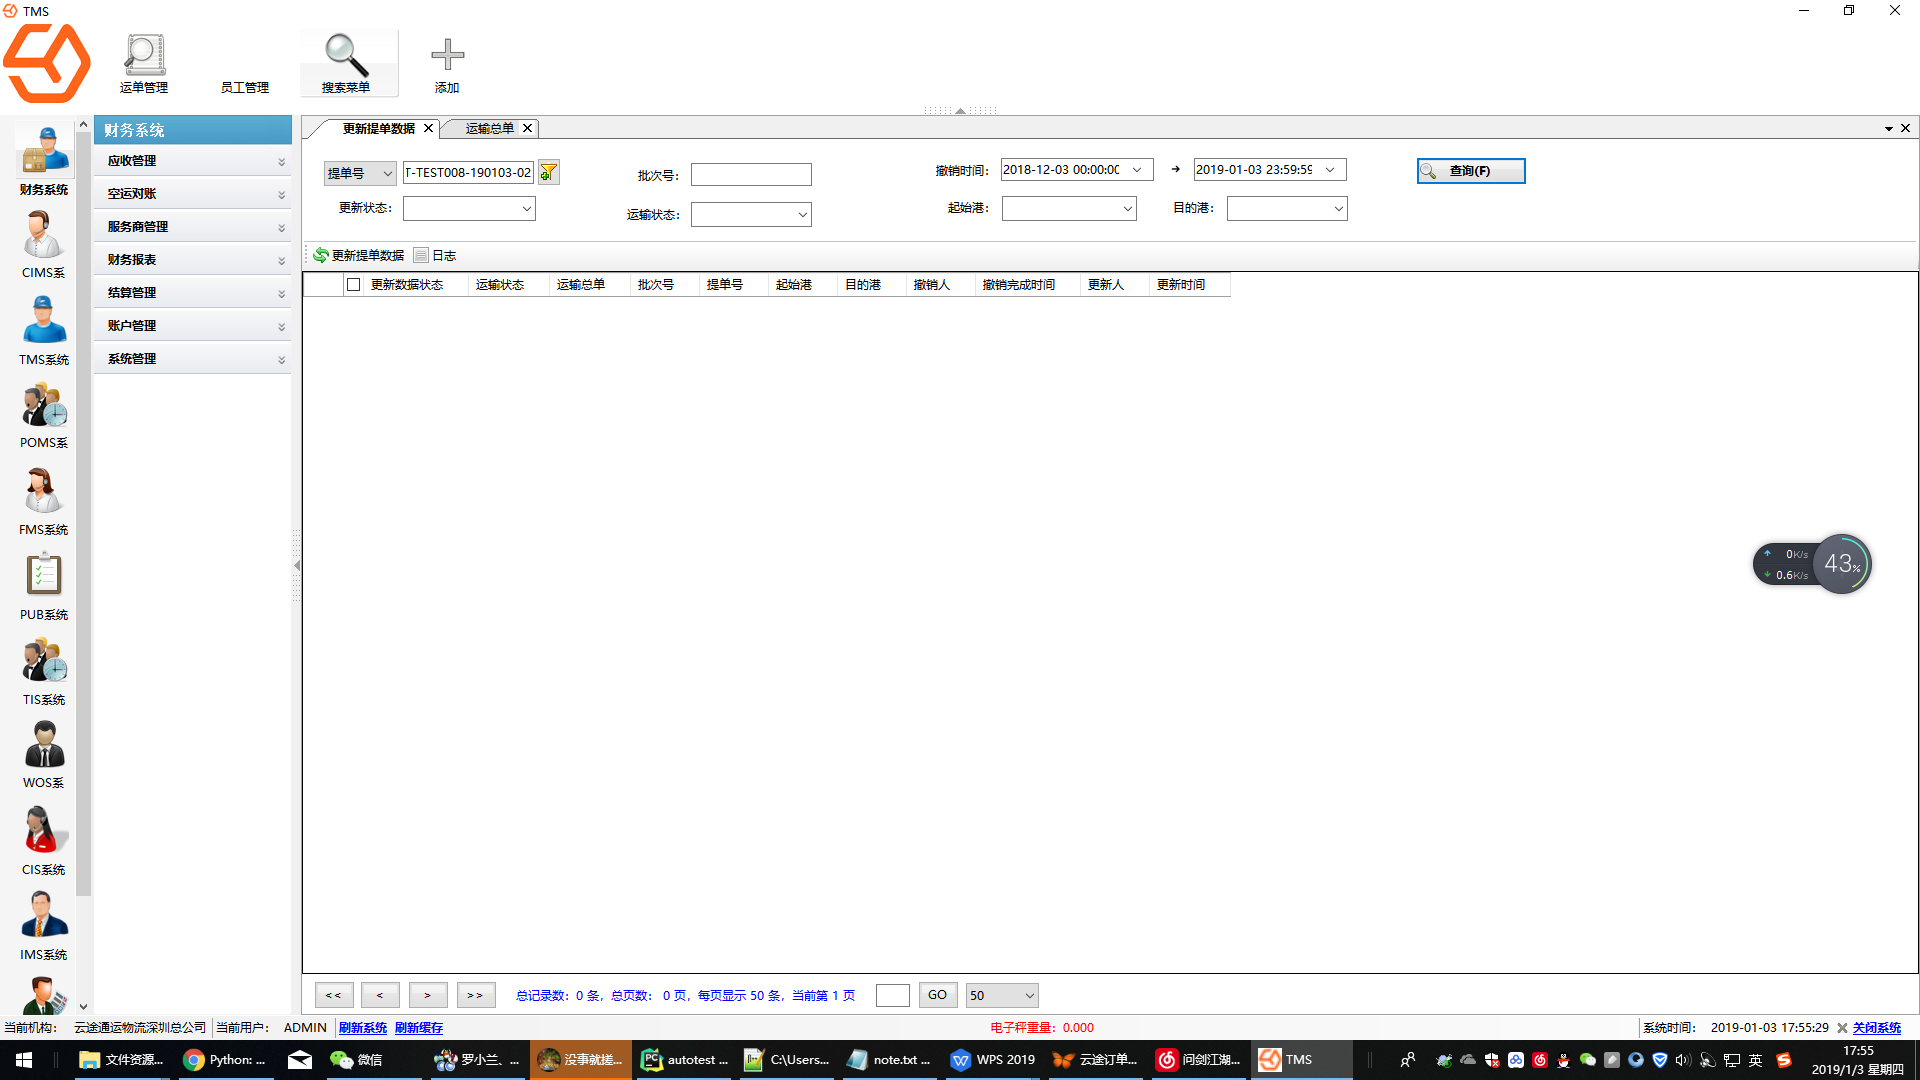 TMS
运单管理
员工管理
搜索菜单
添加
财务系统
CIMS系
TMS系统
POMS系
FMS系统
PUB系统
TIS系统
WOS系
CIS系统
IMS系统
财务系统
应收管理
空运对账
服务商管理
财务报表
结算管理
账户管理
系统管理
更新提单数据
运输总单
提单号 T-TEST008-190103-02 批次号: 撤销时间: 2018-12-03 00:00:00 → 2019-01-03 23:59:59 查询(F)
更新状态: 运输状态: 起始港: 目的港:
更新提单数据 日志
更新数据状态 运输状态 运输总单 批次号 提单号 起始港 目的港 撤销人 撤销完成时间 更新人 更新时间
0K/s
0.6K/s
43%
<< < > >> 总记录数: 0 条, 总页数: 0 页, 每页显示 50 条, 当前第 1 页 GO 50
当前机构: 云途通运物流深圳总公司 当前用户: ADMIN 刷新系统 刷新缓存 电子秤重量: 0.000 系统时间: 2019-01-03 17:55:29 关闭系统
文件资源... Python: ... 微信 罗小兰、... 没事就搓... autotest ... C:\Users... note.txt ... WPS 2019 云途订单... 问剑江湖... TMS 英 17:55
2019/1/3 星期四